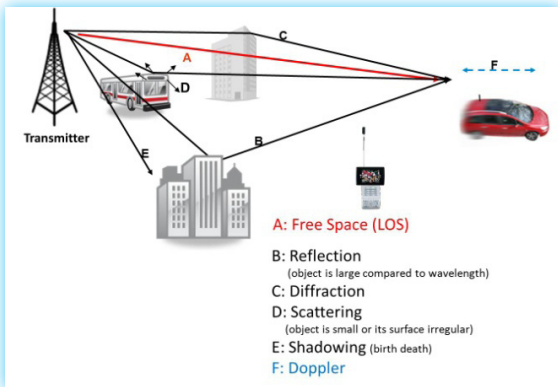 C
F
A
D
Transmitter
E
B
A: Free Space (LOS)
B: Reflection
(object is large compared to wavelength)
C: Diffraction
D: Scattering
(object is small or its surface irregular)
E: Shadowing (birth death)
F: Doppler